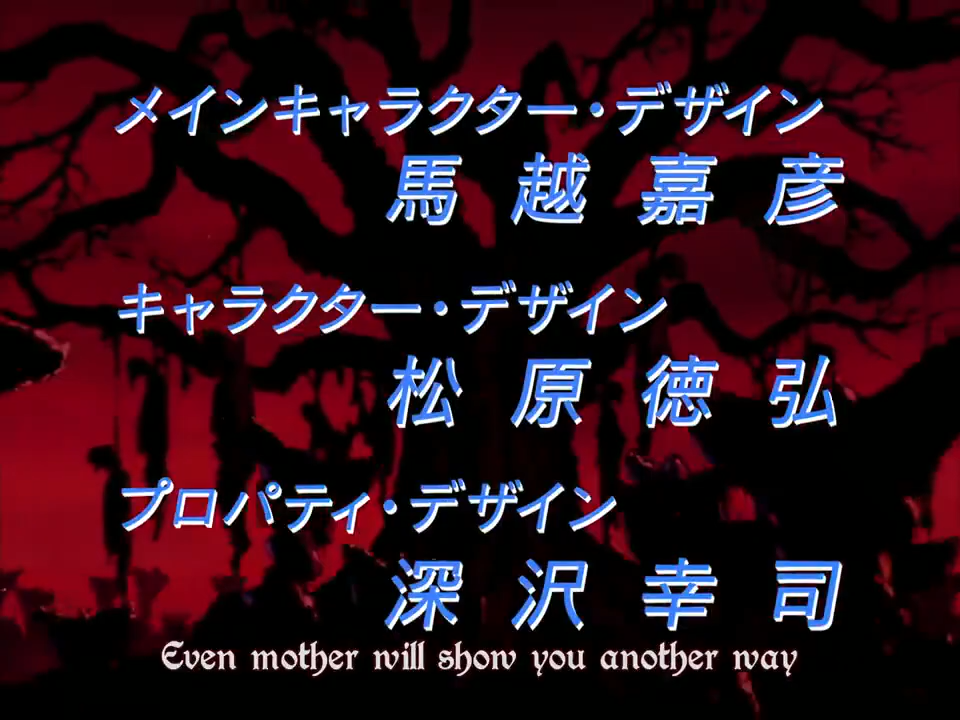 メインキャラクター・デザイン
馬越嘉彦
キャラクター・デザイン
松原徳弘
プロパティ・デザイン
深沢幸司
Even mother will show you another way